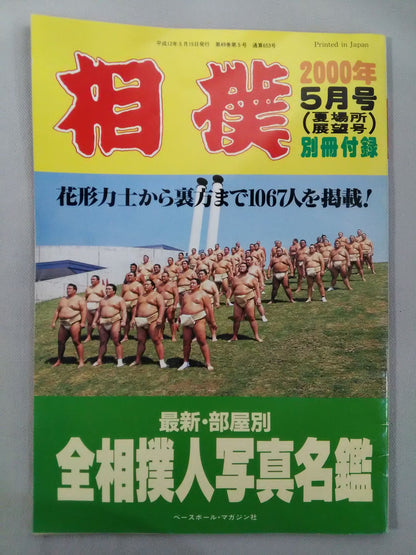 平成12年5月15日発行　第49巻第5号　通算653号
Printed in Japan
相撲
2000年
5月号
(夏場所展望号)
別冊付録
花形力士から裏方まで1067人を掲載!
最新・部屋別
全相撲人写真名鑑
ベースボール・マガジン社